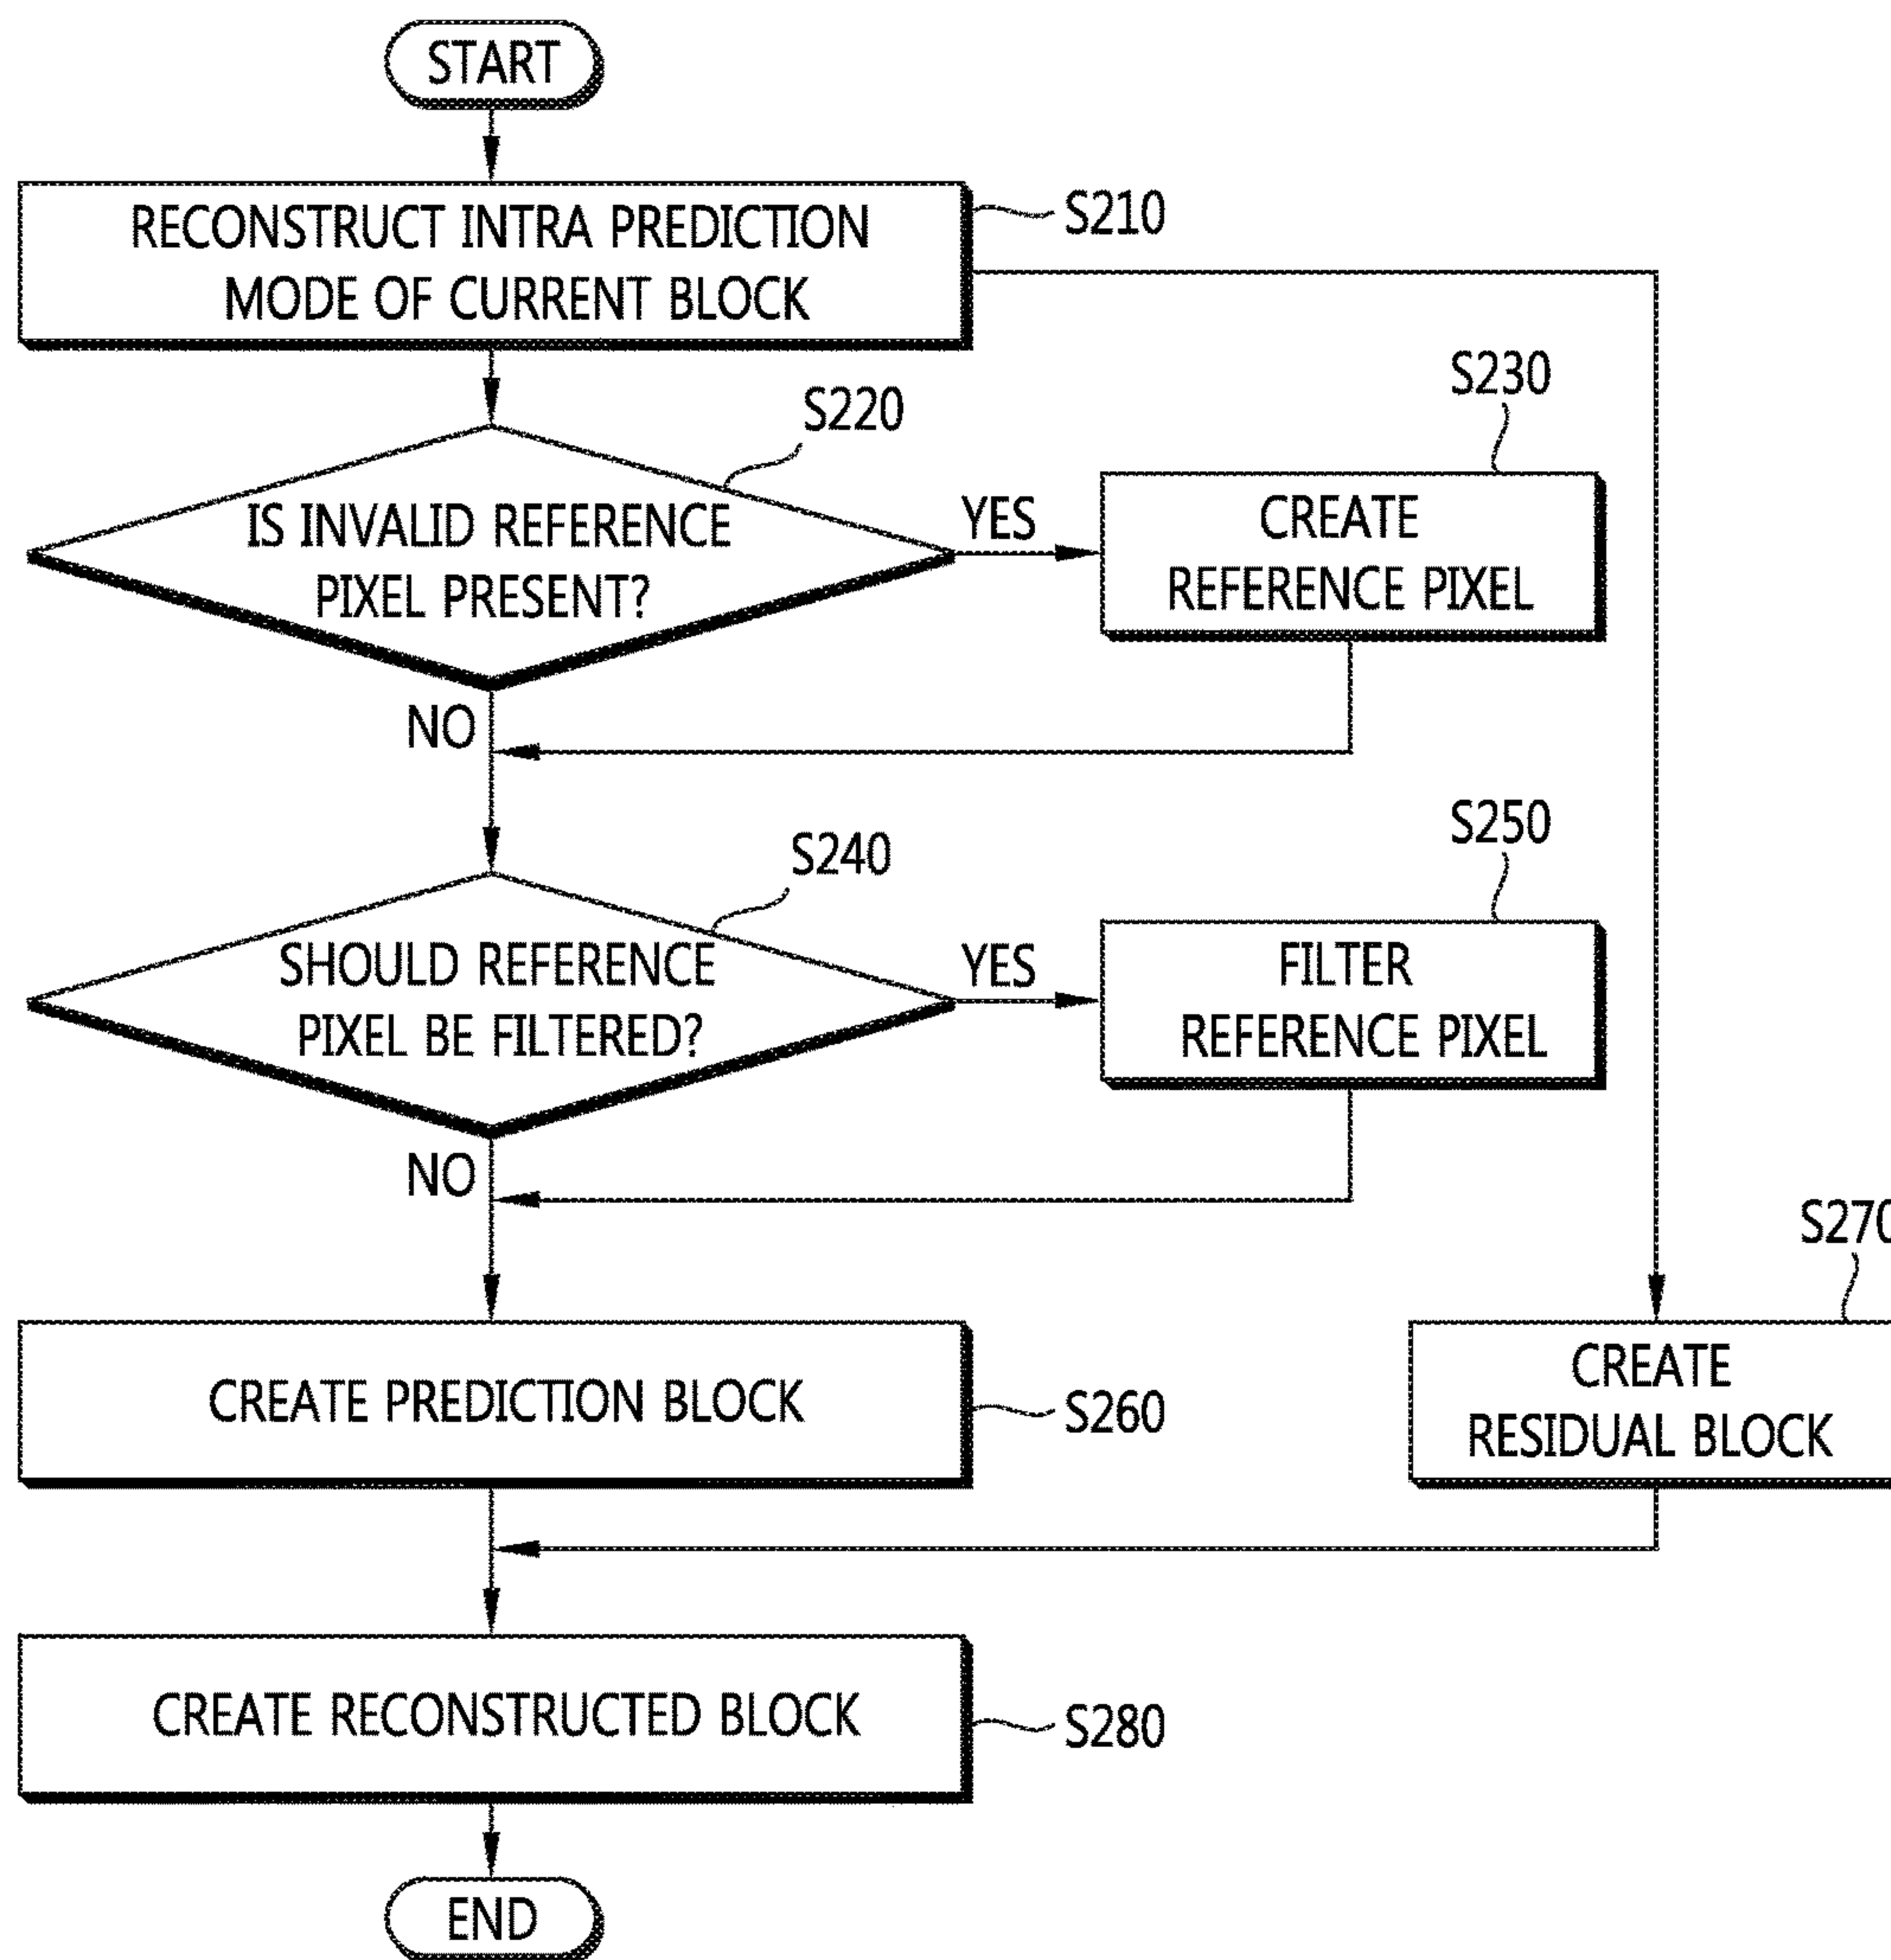 START
RECONSTRUCT INTRA PREDICTION
MODE OF CURRENT BLOCK
S210
S220
IS INVALID REFERENCE
PIXEL PRESENT?
YES
S230
CREATE
REFERENCE PIXEL
NO
S240
SHOULD REFERENCE
PIXEL BE FILTERED?
YES
S250
FILTER
REFERENCE PIXEL
NO
CREATE PREDICTION BLOCK
S260
S270
CREATE
RESIDUAL BLOCK
CREATE RECONSTRUCTED BLOCK
S280
END